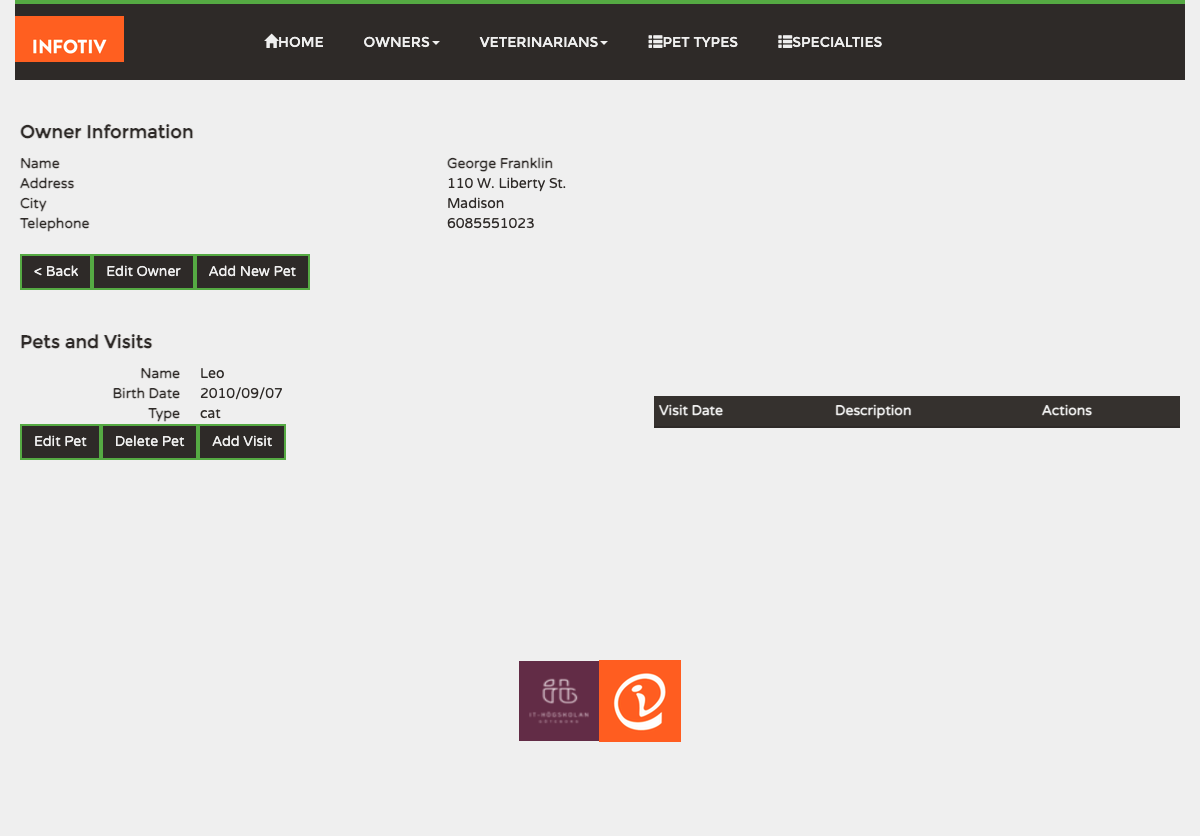 INFOTIV
HOME OWNERS VETERINARIANS PET TYPES SPECIALTIES
Owner Information
Name George Franklin
Address 110 W. Liberty St.
City Madison
Telephone 6085551023
< Back Edit Owner Add New Pet
Pets and Visits
Name Leo
Birth Date 2010/09/07
Type cat
Edit Pet Delete Pet Add Visit
Visit Date Description Actions
IT-HÖGSKOLAN